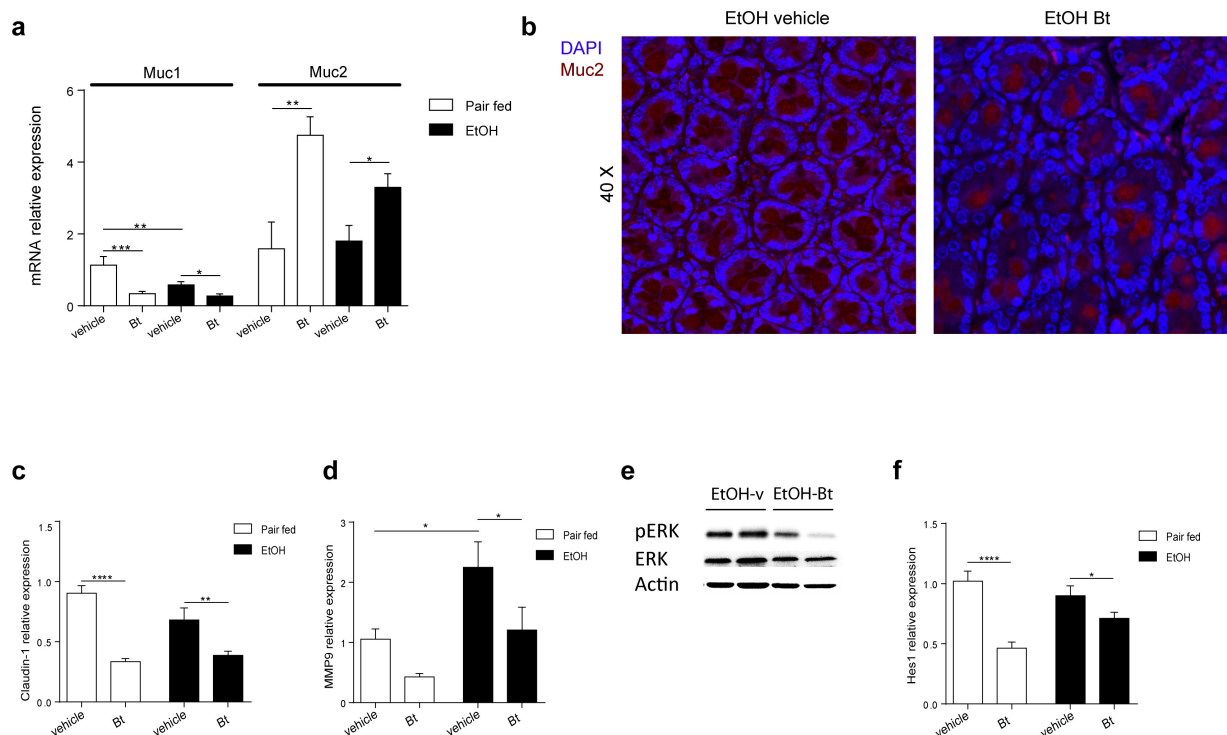 a
Muc1
Muc2
mRNA relative expression
6
4
2
0
**
***
*
**
*
vehicle
Bt
vehicle
Bt
vehicle
Bt
vehicle
Bt
Pair fed
EtOH
b
EtOH vehicle
EtOH Bt
DAPI
Muc2
40 X
c
Claudin-1 relative expression
1.5
1.0
0.5
0.0
****
**
vehicle
Bt
vehicle
Bt
Pair fed
EtOH
d
MMP9 relative expression
3
2
1
0
*
*
vehicle
Bt
vehicle
Bt
Pair fed
EtOH
e
EtOH-v EtOH-Bt
pERK
ERK
Actin
f
Hes1 relative expression
1.5
1.0
0.5
0.0
****
*
vehicle
Bt
vehicle
Bt
Pair fed
EtOH